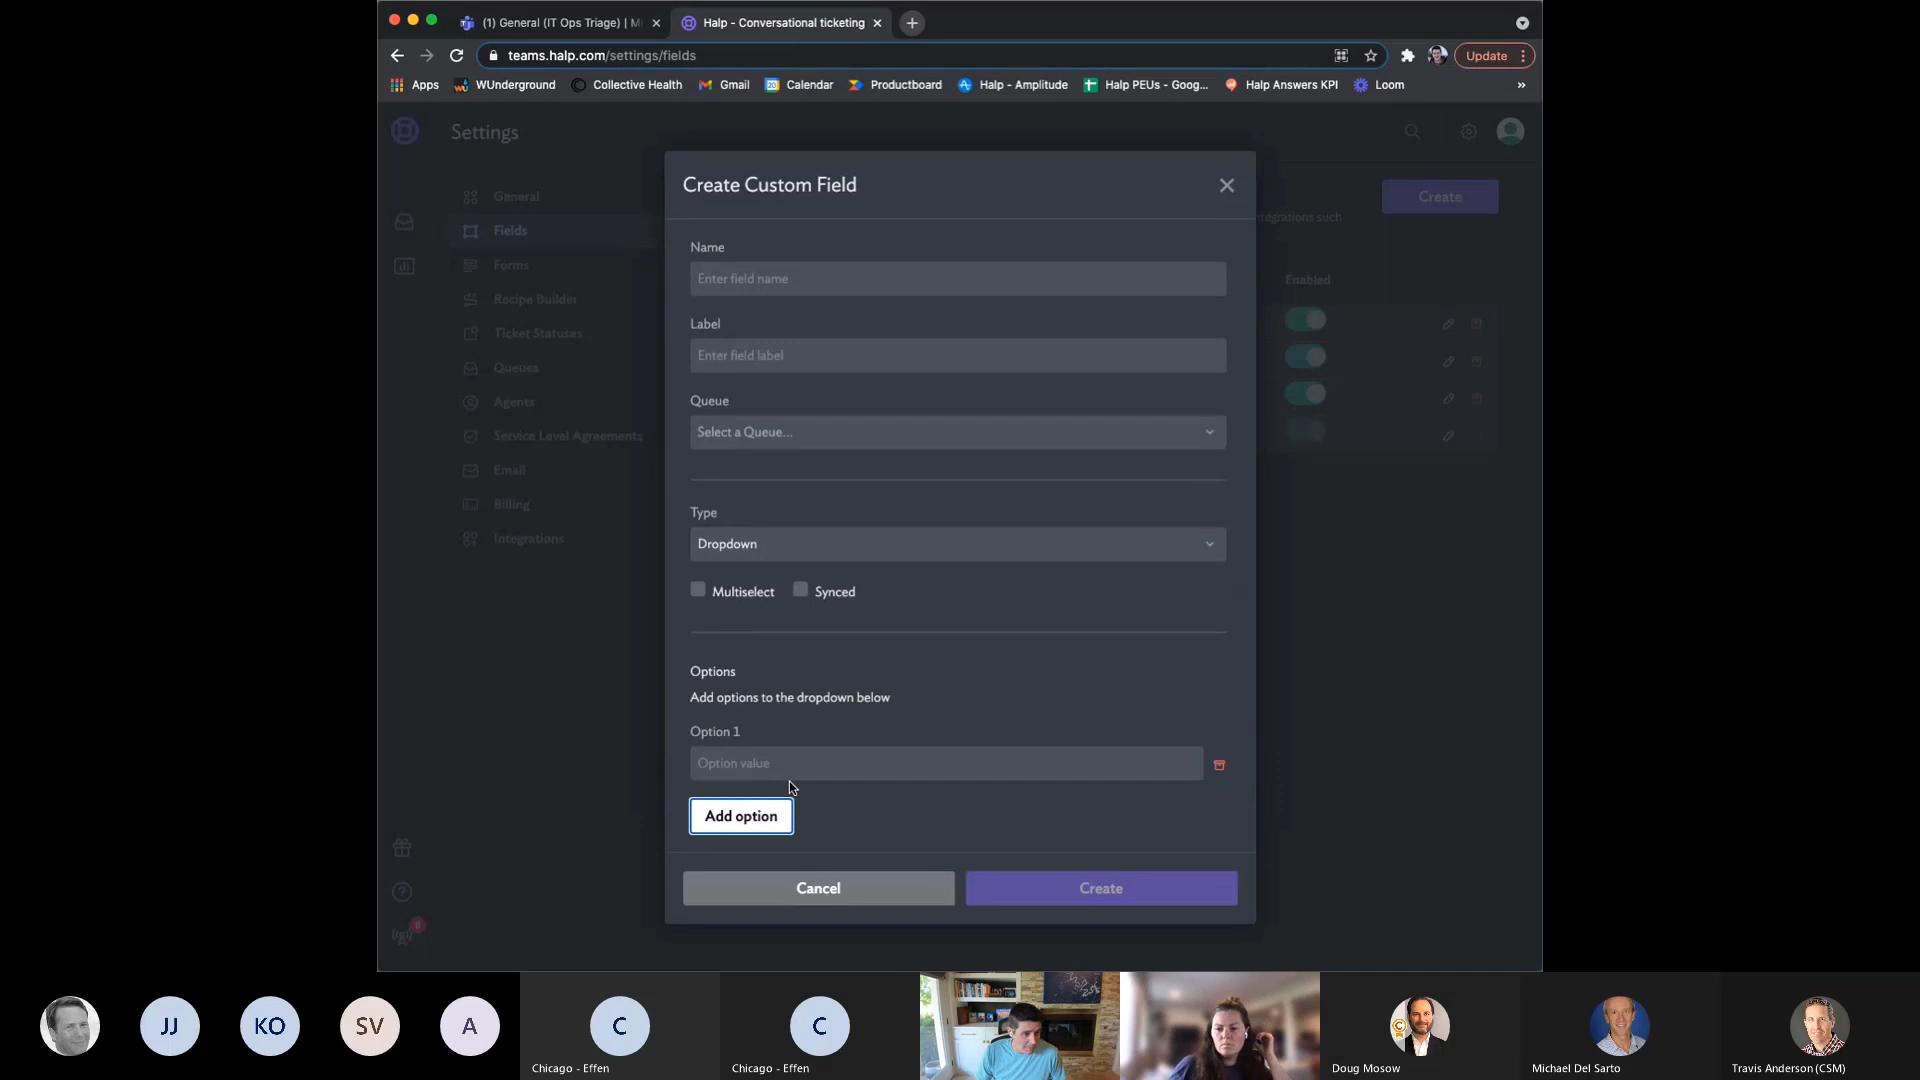 (1) General (IT Ops Triage) | Mi
Halp - Conversational ticketing
teams.halp.com/settings/fields
Update
Apps
WUnderground
Collective Health
Gmail
Calendar
Productboard
Halp - Amplitude
Halp PEUs - Goog...
Halp Answers KPI
Loom
»
Settings
General
Fields
Forms
Recipe Builder
Ticket Statuses
Queues
Agents
Service Level Agreements
Email
Billing
Integrations
Create
integrations such
Enabled
Create Custom Field
Name
Enter field name
Label
Enter field label
Queue
Select a Queue...
Type
Dropdown
Multiselect
Synced
Options
Add options to the dropdown below
Option 1
Option value
Add option
Cancel
Create
JJ
KO
SV
A
C
Chicago - Effen
C
Chicago - Effen
Doug Mosow
Michael Del Sarto
Travis Anderson (CSM)